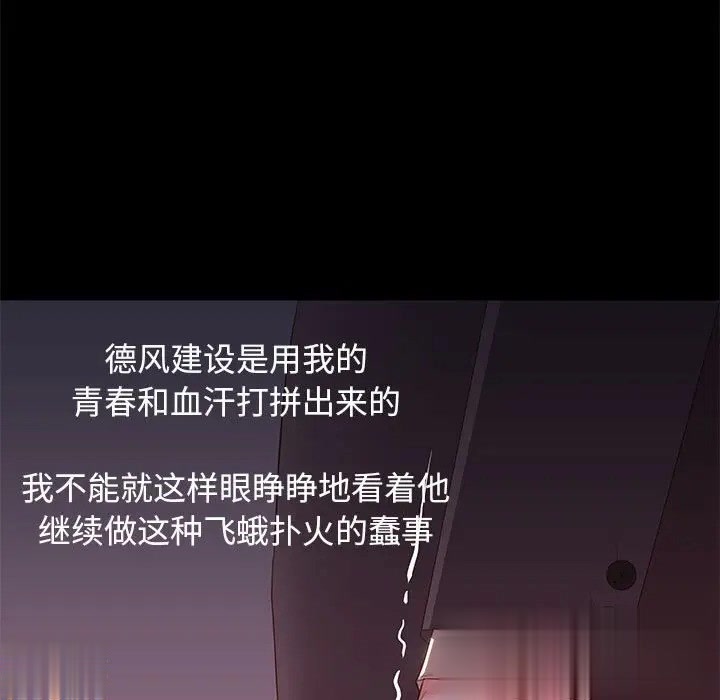 德风建设是用我的
青春和血汗打拼出来的
我不能就这样眼睁睁地看着他
继续做这种飞蛾扑火的蠢事